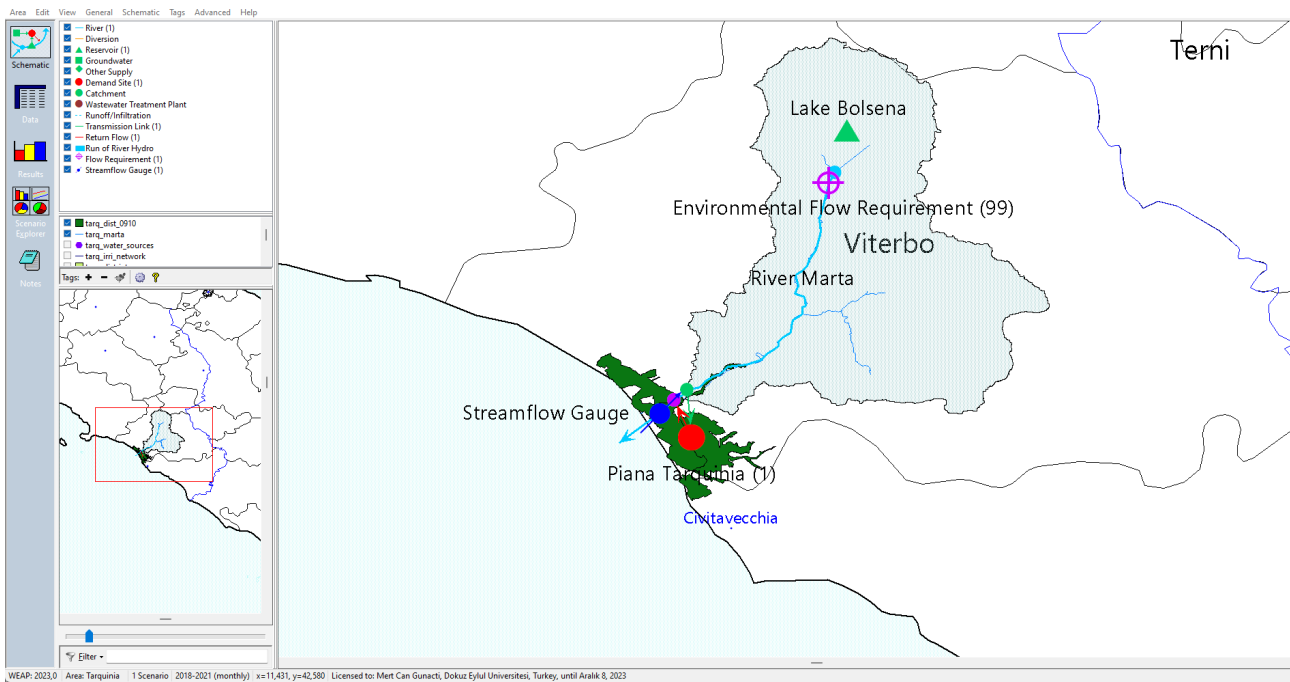 Area Edit View General Schematic Tags Advanced Help
Schematic
Data
Results
Scenario
Explorer
Notes
River (1)
Diversion
Reservoir (1)
Groundwater
Other Supply
Demand Site (1)
Catchment
Wastewater Treatment Plant
Runoff/Infiltration
Transmission Link (1)
Return Flow (1)
Run of River Hydro
Flow Requirement (1)
Streamflow Gauge (1)
tarq_dist_0910
tarq_marta
tarq_water_sources
tarq_irri_network
Tags:
Filter
Terni
Lake Bolsena
Environmental Flow Requirement (99)
Viterbo
River Marta
Streamflow Gauge
Piana Tarquinia (1)
Civitavecchia
WEAP: 2023,0 Area: Tarquinia 1 Scenario 2018-2021 (monthly) x=11,431, y=42,580 Licensed to: Mert Can Gunacti, Dokuz Eylul Universitesi, Turkey, until Aralık 8, 2023